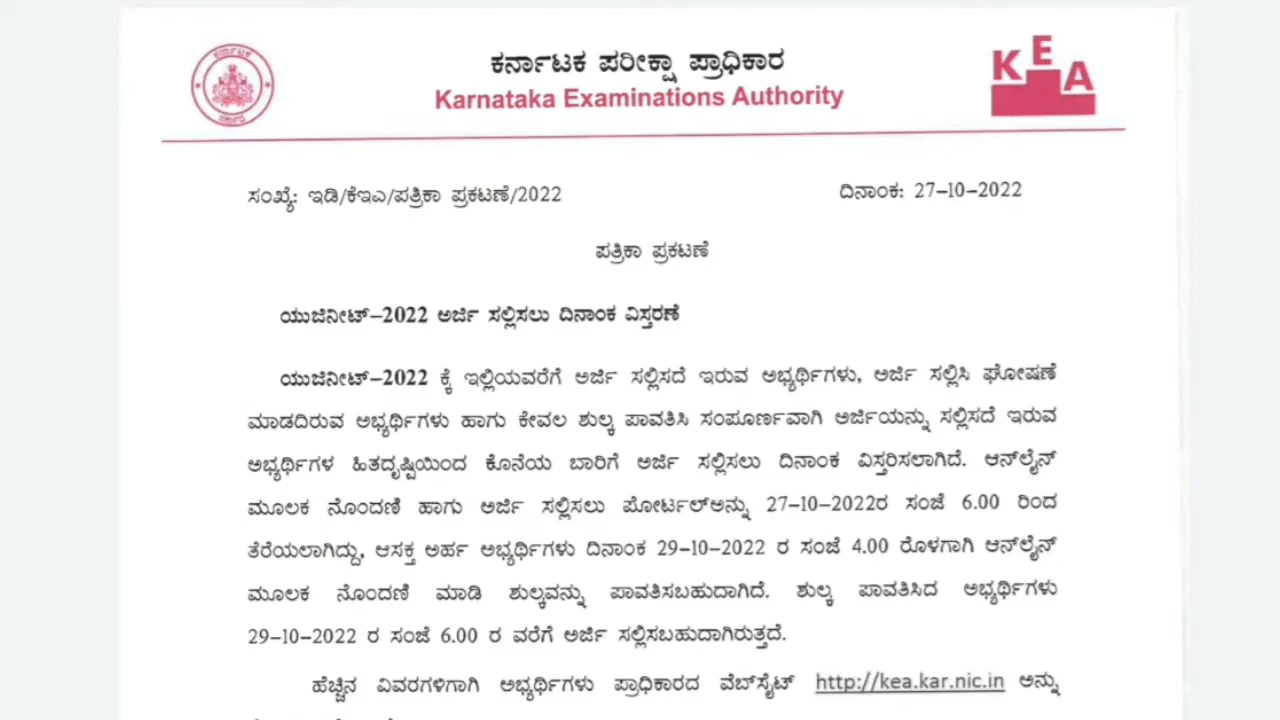 ಕರ್ನಾಟಕ ಪರೀಕ್ಷಾ ಪ್ರಾಧಿಕಾರ
Karnataka Examinations Authority
KEA
ಕರ್ನಾಟಕ
ಸರ್ಕಾರ
ಸಂಖ್ಯೆ: ಇಡಿ/ಕೆಇಎ/ಪತ್ರಿಕಾ ಪ್ರಕಟಣೆ/2022 ದಿನಾಂಕ: 27-10-2022
ಪತ್ರಿಕಾ ಪ್ರಕಟಣೆ
ಯುಜಿನೀಟ್-2022 ಅರ್ಜಿ ಸಲ್ಲಿಸಲು ದಿನಾಂಕ ವಿಸ್ತರಣೆ
ಯುಜಿನೀಟ್-2022 ಕ್ಕೆ ಇಲ್ಲಿಯವರೆಗೆ ಅರ್ಜಿ ಸಲ್ಲಿಸದೆ ಇರುವ ಅಭ್ಯರ್ಥಿಗಳು, ಅರ್ಜಿ ಸಲ್ಲಿಸಿ ಘೋಷಣೆ
ಮಾಡದಿರುವ ಅಭ್ಯರ್ಥಿಗಳು ಹಾಗು ಕೇವಲ ಶುಲ್ಕ ಪಾವತಿಸಿ ಸಂಪೂರ್ಣವಾಗಿ ಅರ್ಜಿಯನ್ನು ಸಲ್ಲಿಸದೆ ಇರುವ
ಅಭ್ಯರ್ಥಿಗಳ ಹಿತದೃಷ್ಟಿಯಿಂದ ಕೊನೆಯ ಬಾರಿಗೆ ಅರ್ಜಿ ಸಲ್ಲಿಸಲು ದಿನಾಂಕ ವಿಸ್ತರಿಸಲಾಗಿದೆ. ಆನ್‌ಲೈನ್
ಮೂಲಕ ನೊಂದಣಿ ಹಾಗು ಅರ್ಜಿ ಸಲ್ಲಿಸಲು ಪೋರ್ಟಲ್‌ಅನ್ನು 27-10-2022ರ ಸಂಜೆ 6.00 ರಿಂದ
ತೆರೆಯಲಾಗಿದ್ದು, ಆಸಕ್ತ ಅರ್ಹ ಅಭ್ಯರ್ಥಿಗಳು ದಿನಾಂಕ 29-10-2022 ರ ಸಂಜೆ 4.00 ರೊಳಗಾಗಿ ಆನ್‌ಲೈನ್
ಮೂಲಕ ನೊಂದಣಿ ಮಾಡಿ ಶುಲ್ಕವನ್ನು ಪಾವತಿಸಬಹುದಾಗಿದೆ. ಶುಲ್ಕ ಪಾವತಿಸಿದ ಅಭ್ಯರ್ಥಿಗಳು
29-10-2022 ರ ಸಂಜೆ 6.00 ರ ವರೆಗೆ ಅರ್ಜಿ ಸಲ್ಲಿಸಬಹುದಾಗಿರುತ್ತದೆ.
ಹೆಚ್ಚಿನ ವಿವರಗಳಿಗಾಗಿ ಅಭ್ಯರ್ಥಿಗಳು ಪ್ರಾಧಿಕಾರದ ವೆಬ್‌ಸೈಟ್ http://kea.kar.nic.in ಅನ್ನು